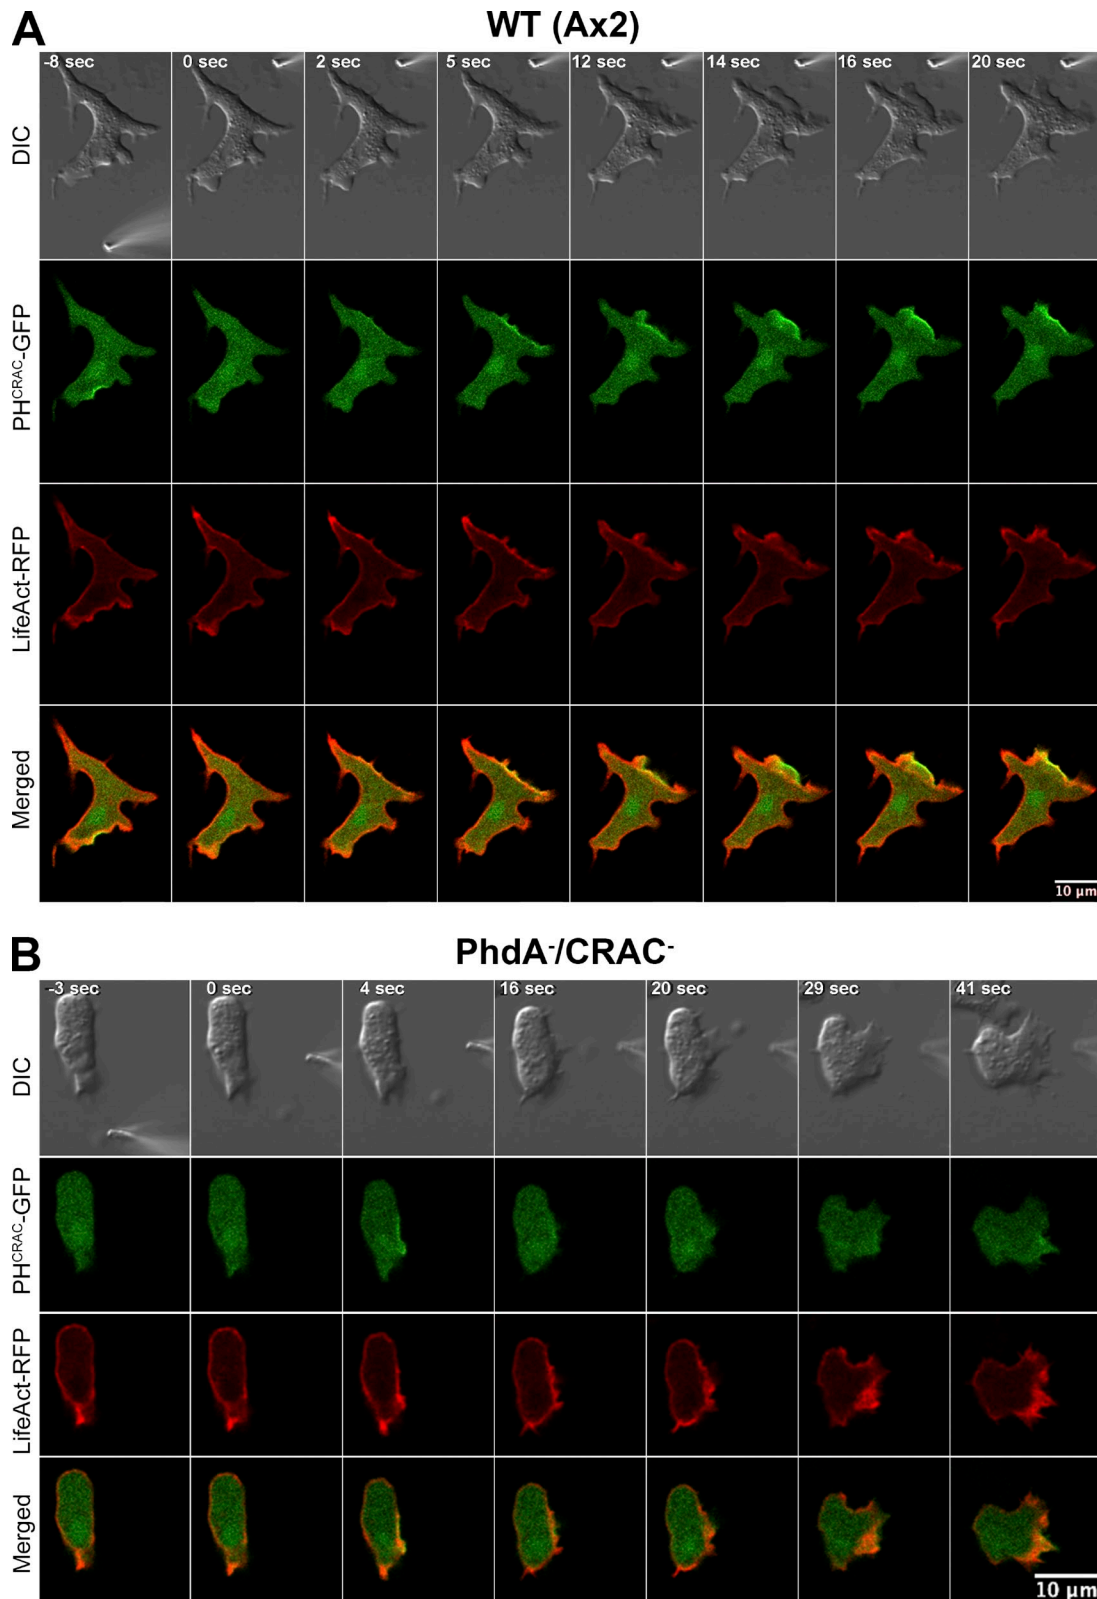 A
WT (Ax2)
-8 sec 0 sec 2 sec 5 sec 12 sec 14 sec 16 sec 20 sec
DIC
PHCRAC-GFP
LifeAct-RFP
Merged
10 µm
B
PhdA-/CRAC-
-3 sec 0 sec 4 sec 16 sec 20 sec 29 sec 41 sec
DIC
PHCRAC-GFP
LifeAct-RFP
Merged
10 µm